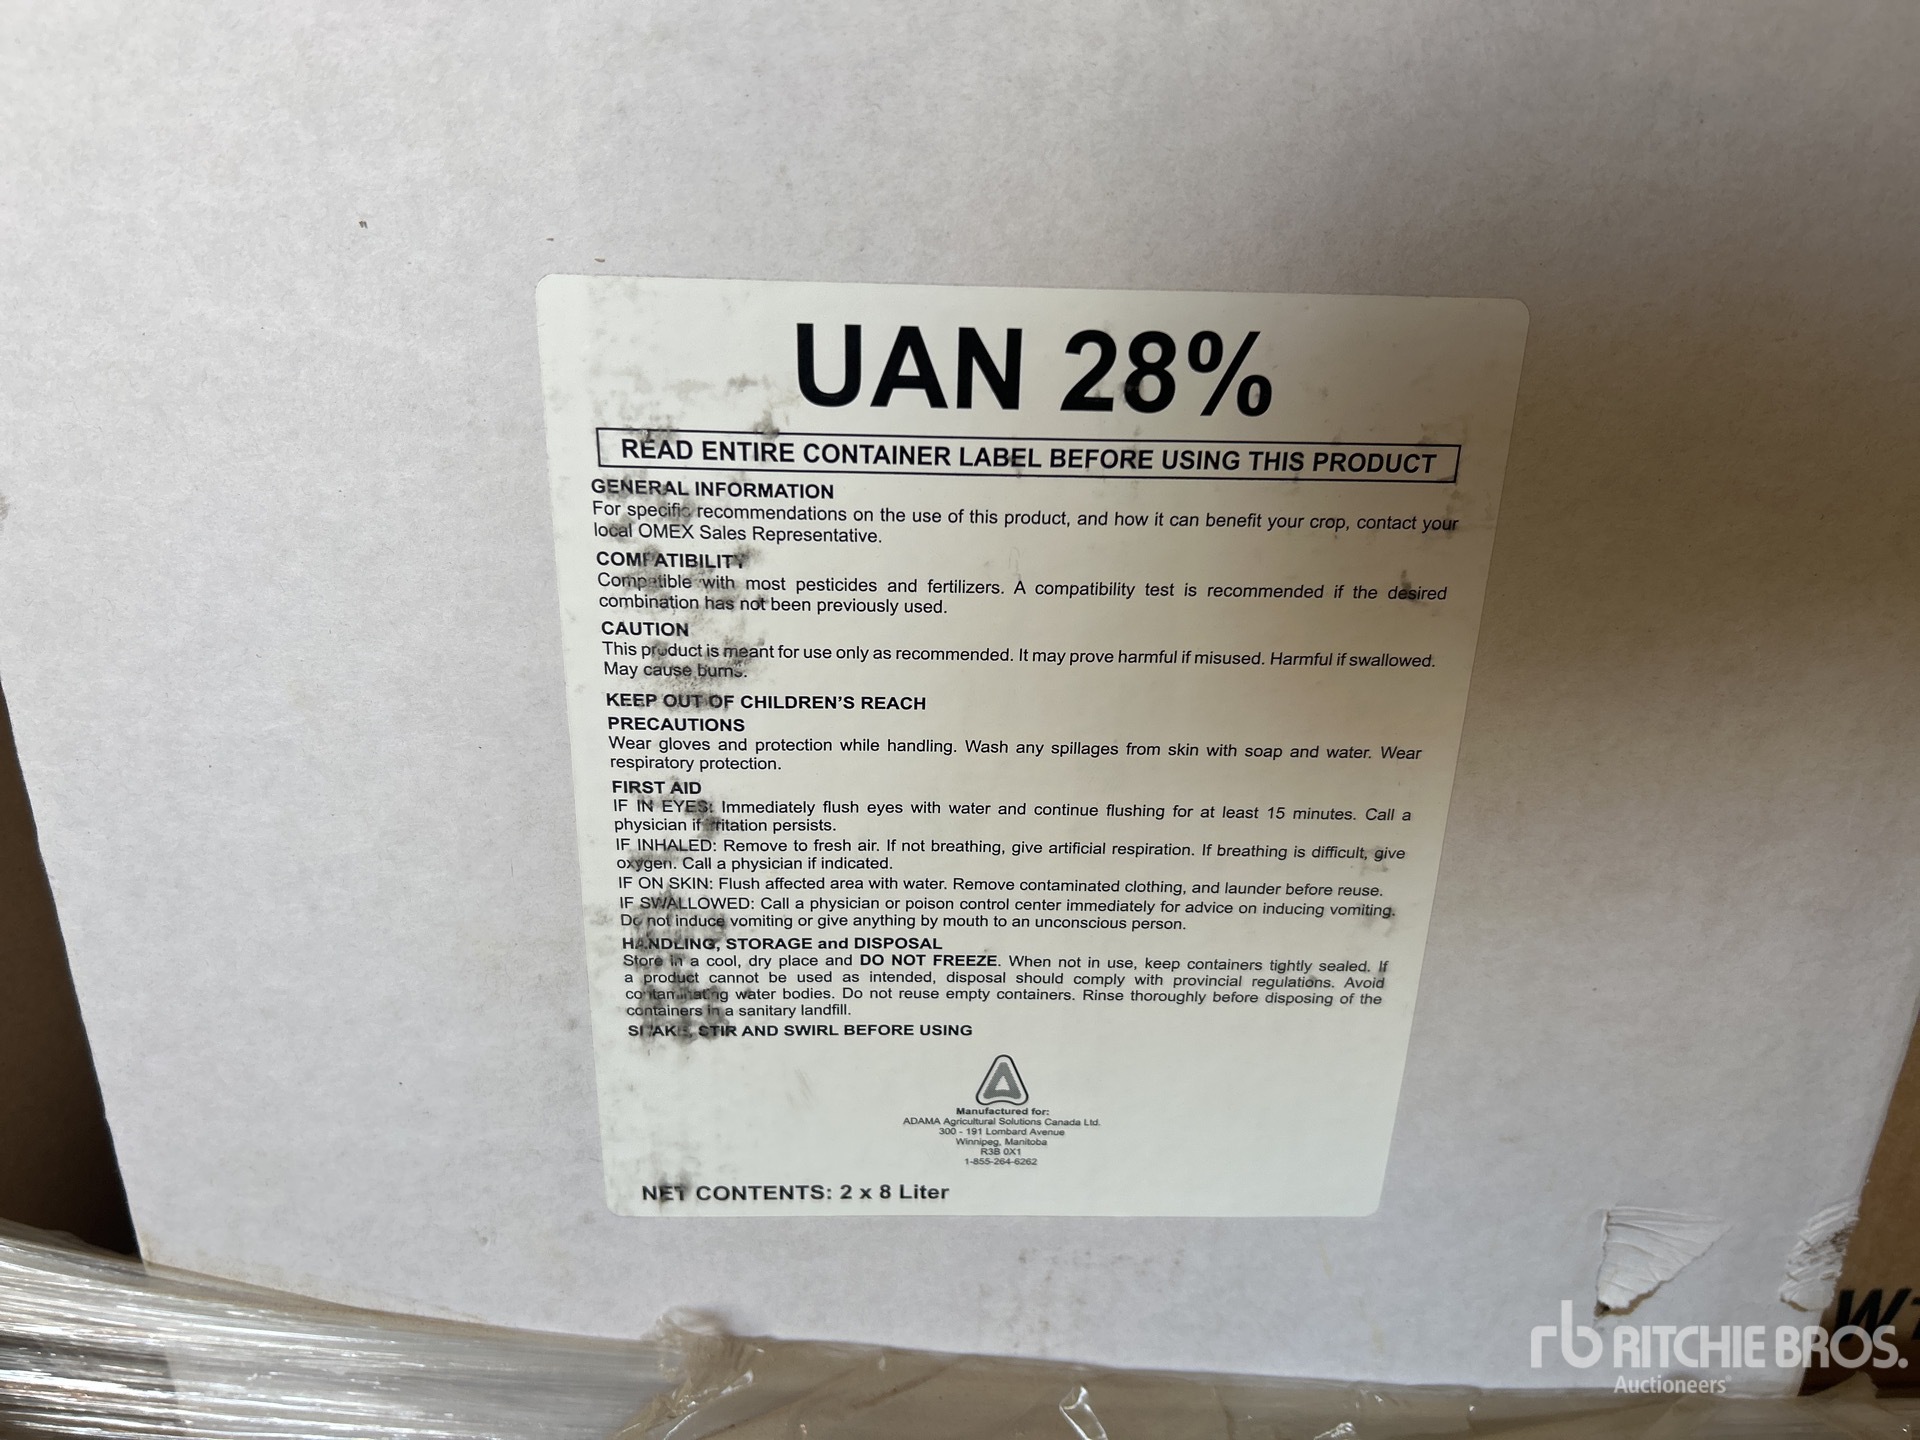 UAN 28%
READ ENTIRE CONTAINER LABEL BEFORE USING THIS PRODUCT
GENERAL INFORMATION
For specific recommendations on the use of this product, and how it can benefit your crop, contact your
local OMEX Sales Representative.
COMPATIBILITY
Compatible with most pesticides and fertilizers. A compatibility test is recommended if the desired
combination has not been previously used.
CAUTION
This product is meant for use only as recommended. It may prove harmful if misused. Harmful if swallowed.
May cause burns.
KEEP OUT OF CHILDREN'S REACH
PRECAUTIONS
Wear gloves and protection while handling. Wash any spillages from skin with soap and water. Wear
respiratory protection.
FIRST AID
IF IN EYES: Immediately flush eyes with water and continue flushing for at least 15 minutes. Call a
physician if irritation persists.
IF INHALED: Remove to fresh air. If not breathing, give artificial respiration. If breathing is difficult, give
oxygen. Call a physician if indicated.
IF ON SKIN: Flush affected area with water. Remove contaminated clothing, and launder before reuse.
IF SWALLOWED: Call a physician or poison control center immediately for advice on inducing vomiting.
Do not induce vomiting or give anything by mouth to an unconscious person.
HANDLING, STORAGE and DISPOSAL
Store in a cool, dry place and DO NOT FREEZE. When not in use, keep containers tightly sealed. If
a product cannot be used as intended, disposal should comply with provincial regulations. Avoid
contaminating water bodies. Do not reuse empty containers. Rinse thoroughly before disposing of the
containers in a sanitary landfill.
SHAKE, STIR AND SWIRL BEFORE USING
Manufactured for:
ADAMA Agricultural Solutions Canada Ltd.
300 - 191 Lombard Avenue
Winnipeg, Manitoba
R3B 0X1
1-855-264-6262
NET CONTENTS: 2 x 8 Liter
rb RITCHIE BROS.
Auctioneers